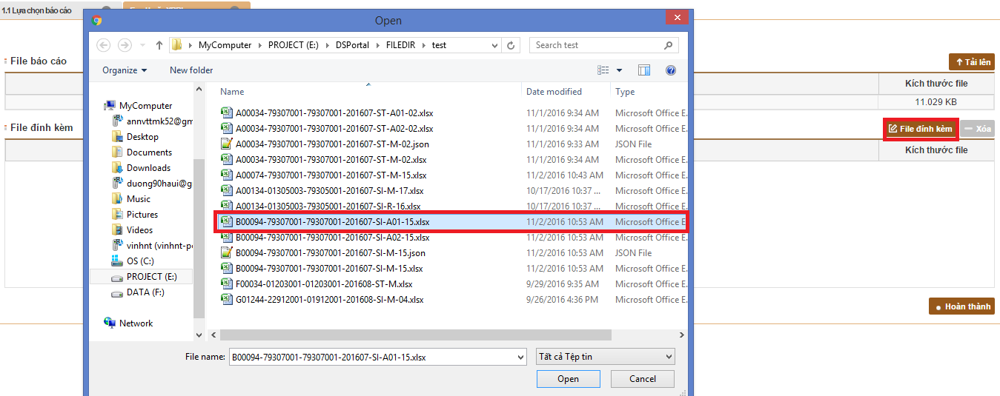 1.1 Lựa chọn báo cáo
Open
MyComputer PROJECT (E:) DSPortal FILEDIR test
Search test
Organize New folder
Name Date modified Type
MyComputer
annvttmk52@gm
Desktop
Documents
Downloads
duong90haui@g
Music
Pictures
Videos
vinhnt (vinhnt-pe
OS (C:)
PROJECT (E:)
DATA (F:)
Network
A00034-79307001-79307001-201607-ST-A01-02.xlsx 11/1/2016 9:34 AM Microsoft Office E.
A00034-79307001-79307001-201607-ST-A02-02.xlsx 11/1/2016 9:34 AM Microsoft Office E.
A00034-79307001-79307001-201607-ST-M-02.json 11/1/2016 9:33 AM JSON File
A00034-79307001-79307001-201607-ST-M-02.xlsx 11/1/2016 9:34 AM Microsoft Office E.
A00074-79307001-79307001-201607-ST-M-15.xlsx 11/2/2016 10:43 AM Microsoft Office E.
A00134-01305003-79305001-201607-SI-M-17.xlsx 10/17/2016 10:37 ... Microsoft Office E.
A00134-01305003-79305001-201607-SI-R-16.xlsx 10/17/2016 10:37 ... Microsoft Office E.
B00094-79307001-79307001-201607-SI-A01-15.xlsx 11/2/2016 10:53 AM Microsoft Office E
B00094-79307001-79307001-201607-SI-A02-15.xlsx 11/2/2016 10:53 AM Microsoft Office E.
B00094-79307001-79307001-201607-SI-M-15.json 11/2/2016 10:53 AM JSON File
B00094-79307001-79307001-201607-SI-M-15.xlsx 11/2/2016 10:53 AM Microsoft Office E.
F00034-01203001-01203001-201608-ST-M.xlsx 9/29/2016 9:35 AM Microsoft Office E.
G01244-22912001-01912001-201608-SI-M-04.xlsx 9/26/2016 4:36 PM Microsoft Office E.
File name: B00094-79307001-79307001-201607-SI-A01-15.xlsx Tất cả Tệp tin
Open Cancel
File báo cáo
Tải lên
Kích thước file
11.029 KB
File đính kèm
File đính kèm Xóa
Kích thước file
Hoàn thành